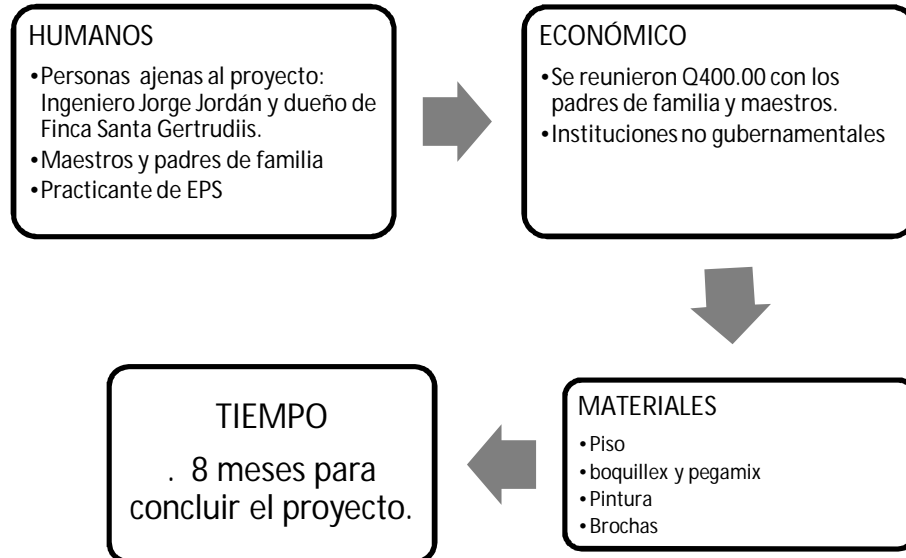 HUMANOS
•Personas ajenas al proyecto:
Ingeniero Jorge Jordán y dueño de
Finca Santa Gertrudiis.
•Maestros y padres de familia
•Practicante de EPS
ECONÓMICO
•Se reunieron Q400.00 con los
padres de familia y maestros.
•Instituciones no gubernamentales
MATERIALES
•Piso
•boquillex y pegamix
•Pintura
•Brochas
TIEMPO
. 8 meses para
concluir el proyecto.